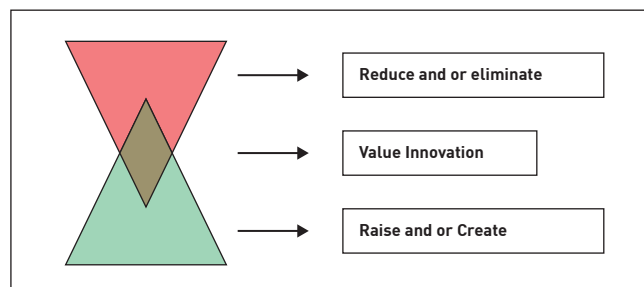 Reduce and or eliminate
Value Innovation
Raise and or Create